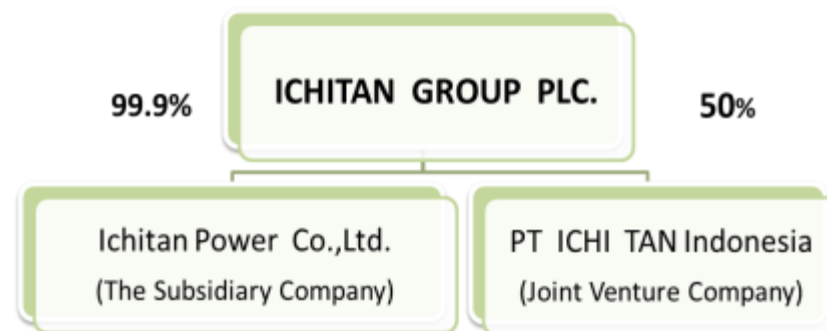 ICHITAN GROUP PLC.
99.9%
50%
Ichitan Power Co.,Ltd.
(The Subsidiary Company)
PT ICHI TAN Indonesia
(Joint Venture Company)